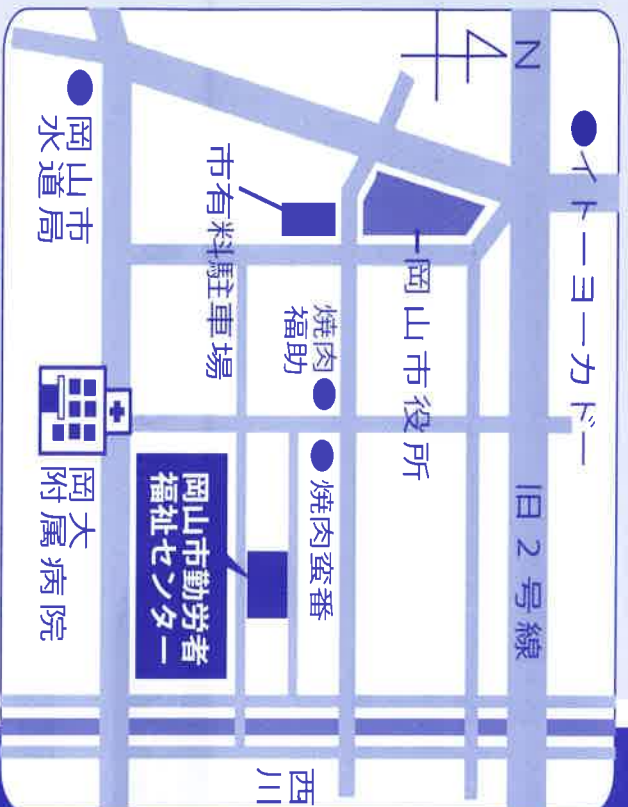 N
イトーヨーカドー
旧2号線
岡山市役所
市有料駐車場
焼肉
福助
焼肉蛮番
岡山市勤労者
福祉センター
岡山市
水道局
岡大
附属病院
西川